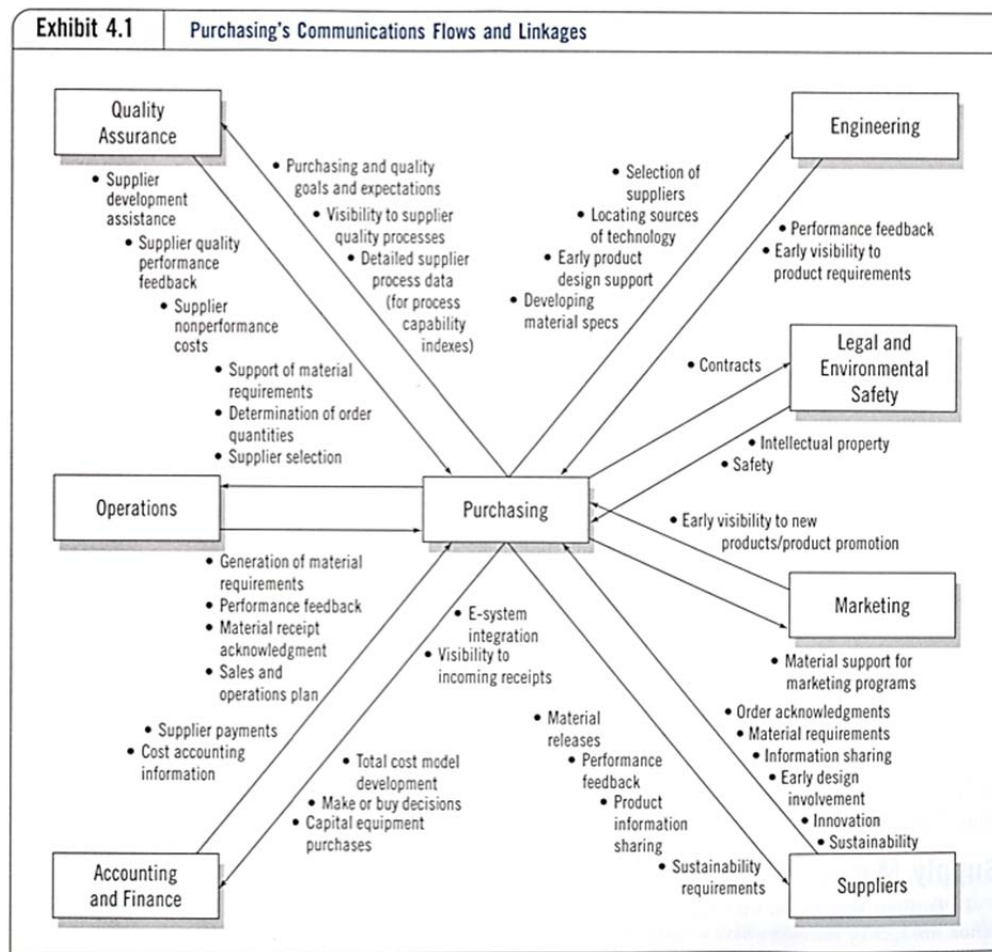 Exhibit 4.1
Purchasing's Communications Flows and Linkages
Quality
Assurance
Engineering
• Purchasing and quality
goals and expectations
• Visibility to supplier
quality processes
• Detailed supplier
process data
(for process
capability
indexes)
• Supplier
development
assistance
• Supplier quality
performance
feedback
• Supplier
nonperformance
costs
• Selection of
suppliers
• Locating sources
of technology
• Early product
design support
• Developing
material specs
• Performance feedback
• Early visibility to
product requirements
Legal and
Environmental
Safety
• Contracts
• Intellectual property
• Safety
• Support of material
requirements
• Determination of order
quantities
• Supplier selection
Operations
Purchasing
• Early visibility to new
products/product promotion
Marketing
• Generation of material
requirements
• Performance feedback
• Material receipt
acknowledgment
• Sales and
operations plan
• E-system
integration
• Visibility to
incoming receipts
• Material support for
marketing programs
• Supplier payments
• Cost accounting
information
• Total cost model
development
• Make or buy decisions
• Capital equipment
purchases
• Material
releases
• Performance
feedback
• Product
information
sharing
• Sustainability
requirements
• Order acknowledgments
• Material requirements
• Information sharing
• Early design
involvement
• Innovation
• Sustainability
Accounting
and Finance
Suppliers